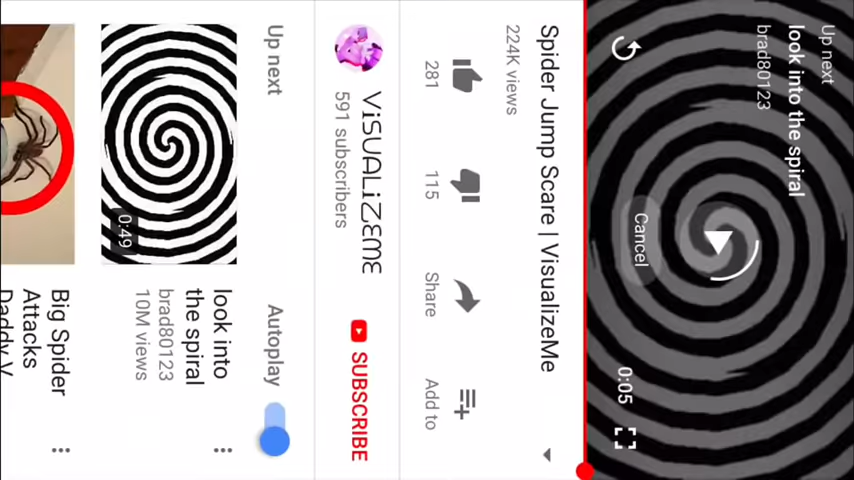 Up next
look into the spiral
brad80123
Cancel
0:05
Spider Jump Scare | VisualizeMe
224K views
281
115
Share
Add to
ViSUALiZEME
591 subscribers
SUBSCRIBE
Up next
Autoplay
0:49
look into
the spiral
brad80123
10M views
Big Spider
Attacks
Daddy V